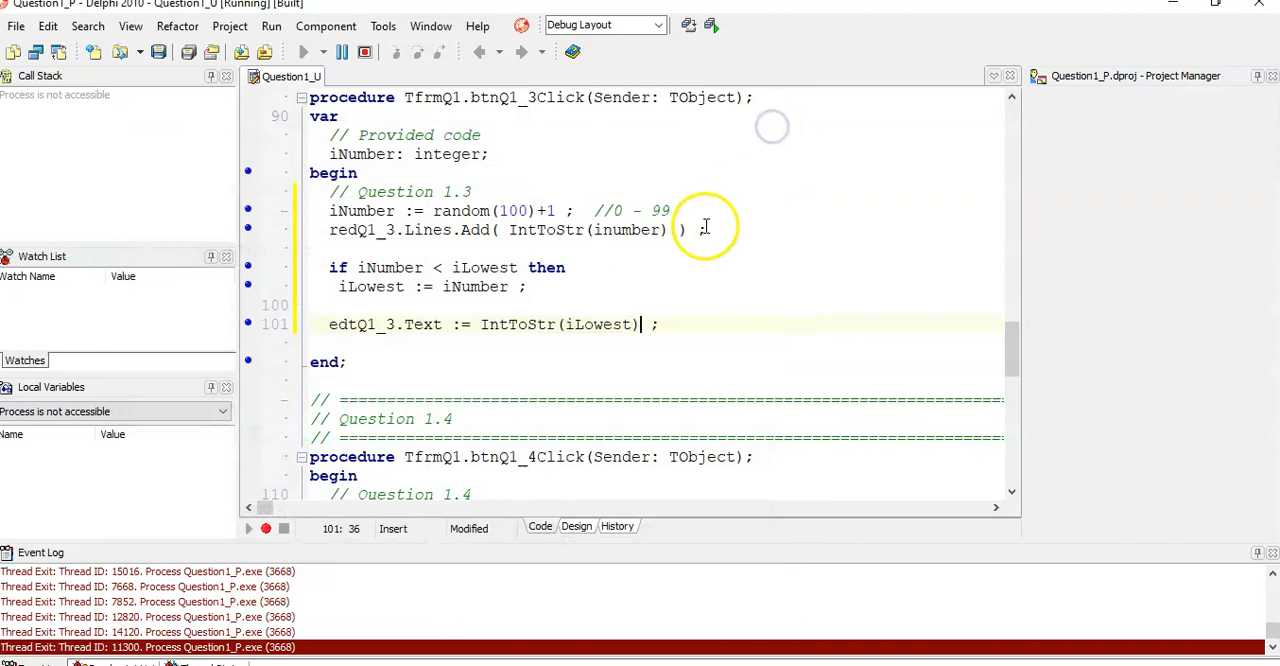 Question1_P - Delphi 2010 - Question1_U [Running] [Built]
File Edit Search View Refactor Project Run Component Tools Window Help Debug Layout
Call Stack
Process is not accessible
Watch List
Watch Name Value
Watches
Local Variables
Process is not accessible
Name Value
Question1_U
procedure TfrmQ1.btnQ1_3Click(Sender: TObject);
90 var
// Provided code
iNumber: integer;
begin
// Question 1.3
iNumber := random(100)+1 ; //0 - 99
redQ1_3.Lines.Add( IntToStr(inumber) ) ;
if iNumber < iLowest then
iLowest := iNumber ;
100
101 edtQ1_3.Text := IntToStr(iLowest) ;
end;
// ==========================================================================
// Question 1.4
// ==========================================================================
procedure TfrmQ1.btnQ1_4Click(Sender: TObject);
begin
110 // Question 1.4
101: 36 Insert Modified Code Design History
Question1_P.dproj - Project Manager
Event Log
Thread Exit: Thread ID: 15016. Process Question1_P.exe (3668)
Thread Exit: Thread ID: 7668. Process Question1_P.exe (3668)
Thread Exit: Thread ID: 7852. Process Question1_P.exe (3668)
Thread Exit: Thread ID: 12820. Process Question1_P.exe (3668)
Thread Exit: Thread ID: 14120. Process Question1_P.exe (3668)
Thread Exit: Thread ID: 11300. Process Question1_P.exe (3668)